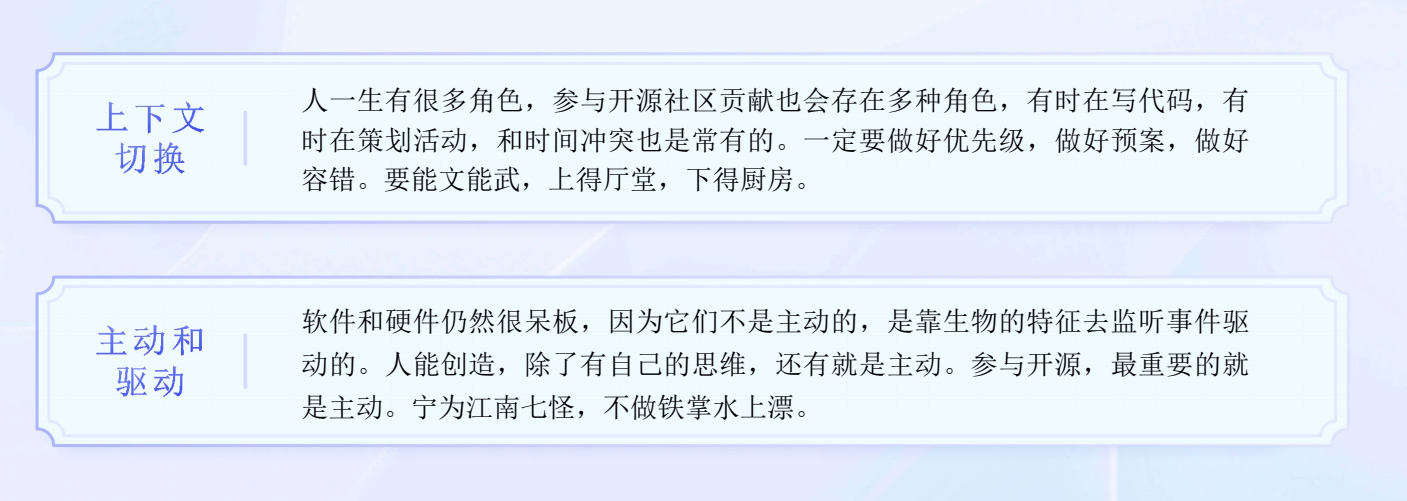 上下文
切换
人一生有很多角色，参与开源社区贡献也会存在多种角色，有时在写代码，有
时在策划活动，和时间冲突也是常有的。一定要做好优先级，做好预案，做好
容错。要能文能武，上得厅堂，下得厨房。
主动和
驱动
软件和硬件仍然很呆板，因为它们不是主动的，是靠生物的特征去监听事件驱
动的。人能创造，除了有自己的思维，还有就是主动。参与开源，最重要的就
是主动。宁为江南七怪，不做铁掌水上漂。